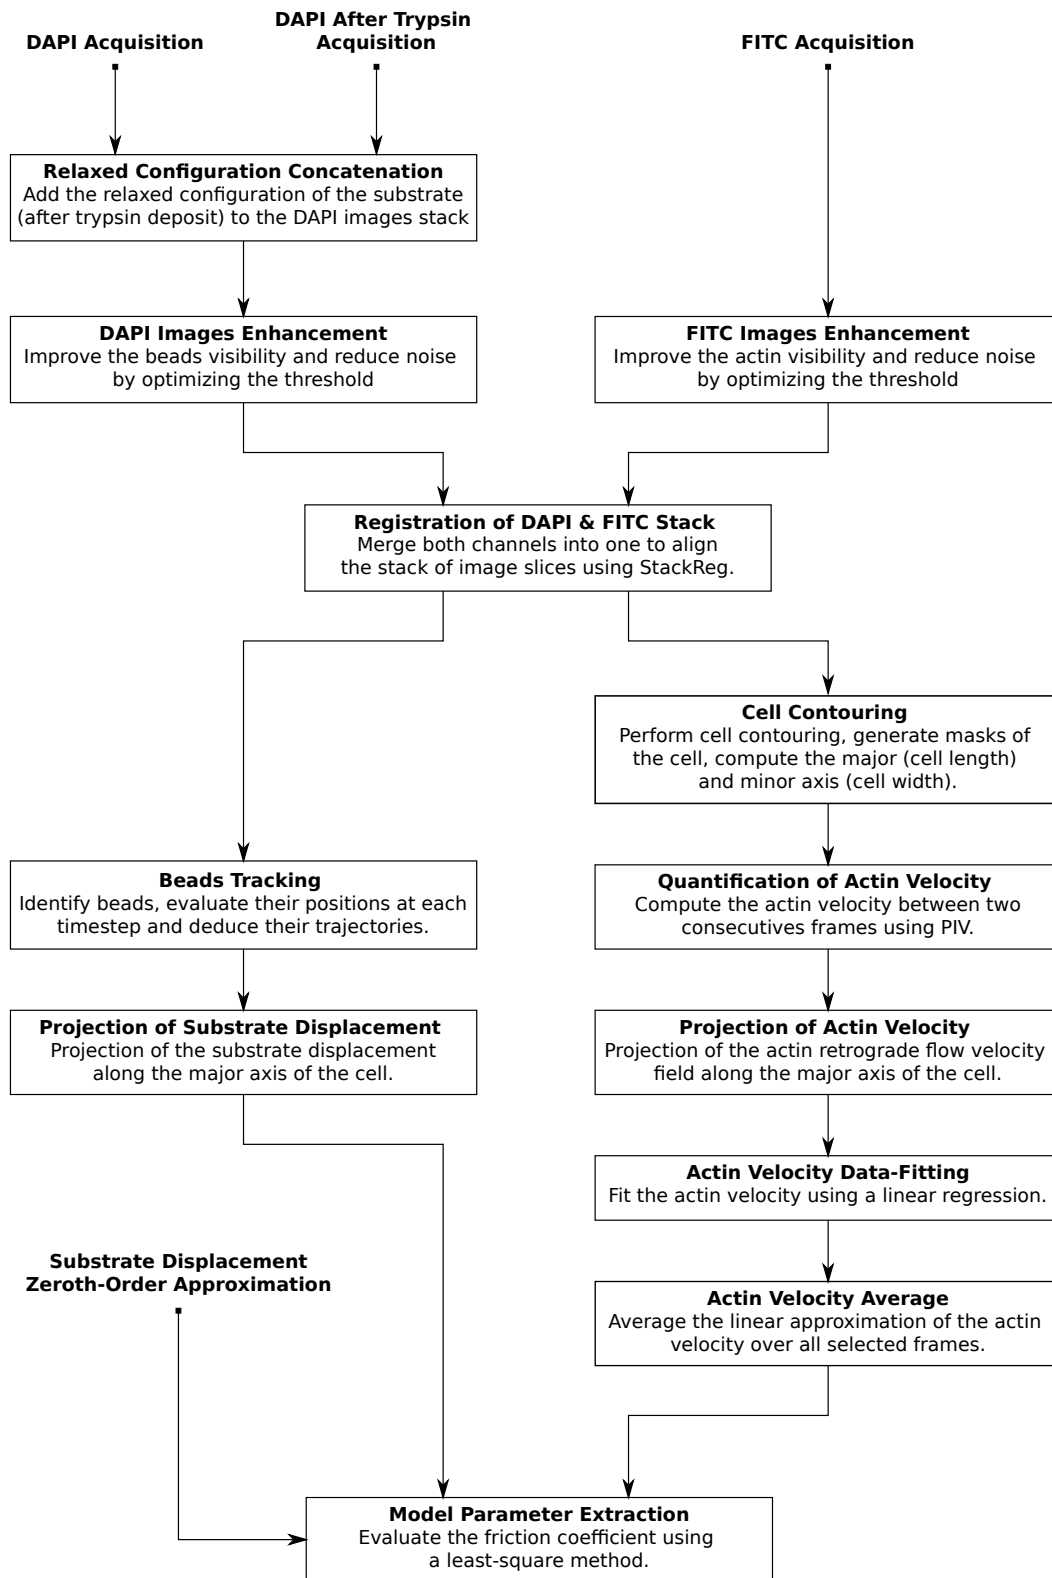 DAPI Acquisition
DAPI After Trypsin
Acquisition
FITC Acquisition
Relaxed Configuration Concatenation
Add the relaxed configuration of the substrate
(after trypsin deposit) to the DAPI images stack
DAPI Images Enhancement
Improve the beads visibility and reduce noise
by optimizing the threshold
FITC Images Enhancement
Improve the actin visibility and reduce noise
by optimizing the threshold
Registration of DAPI & FITC Stack
Merge both channels into one to align
the stack of image slices using StackReg.
Cell Contouring
Perform cell contouring, generate masks of
the cell, compute the major (cell length)
and minor axis (cell width).
Beads Tracking
Identify beads, evaluate their positions at each
timestep and deduce their trajectories.
Quantification of Actin Velocity
Compute the actin velocity between two
consecutives frames using PIV.
Projection of Substrate Displacement
Projection of the substrate displacement
along the major axis of the cell.
Projection of Actin Velocity
Projection of the actin retrograde flow velocity
field along the major axis of the cell.
Actin Velocity Data-Fitting
Fit the actin velocity using a linear regression.
Substrate Displacement
Zeroth-Order Approximation
Actin Velocity Average
Average the linear approximation of the actin
velocity over all selected frames.
Model Parameter Extraction
Evaluate the friction coefficient using
a least-square method.